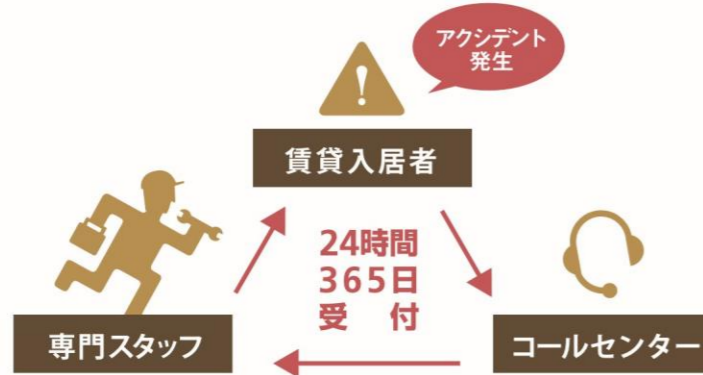 アクシデント
発生
!
賃貸入居者
24時間
365日
受付
専門スタッフ
コールセンター